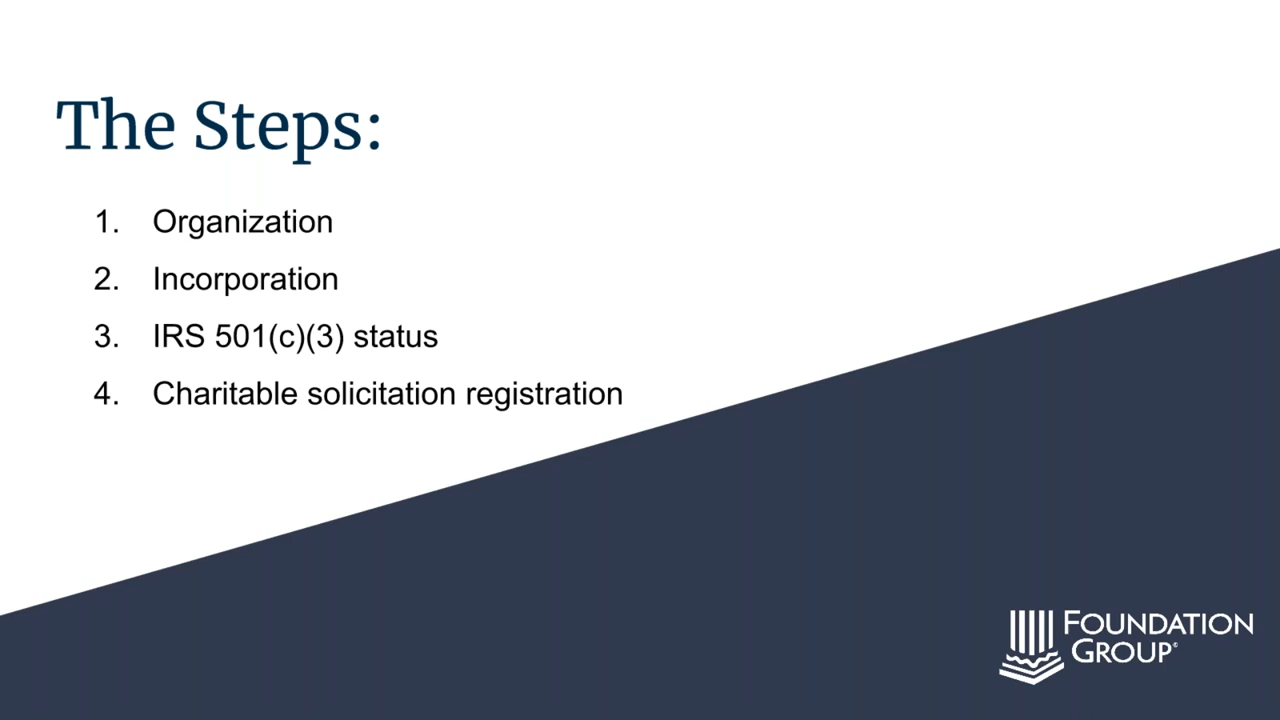 The Steps:
1. Organization
2. Incorporation
3. IRS 501(c)(3) status
4. Charitable solicitation registration
FOUNDATION
GROUP®